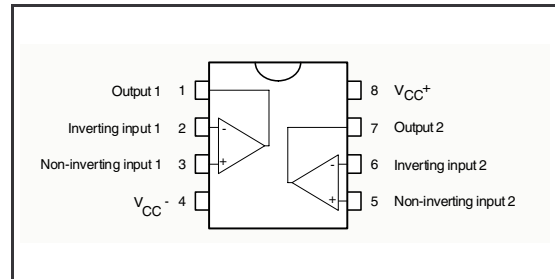 Output 1 1 8 VCC+
Inverting input 1 2 - 7 Output 2
Non-inverting input 1 3 + - 6 Inverting input 2
VCC - 4 + 5 Non-inverting input 2